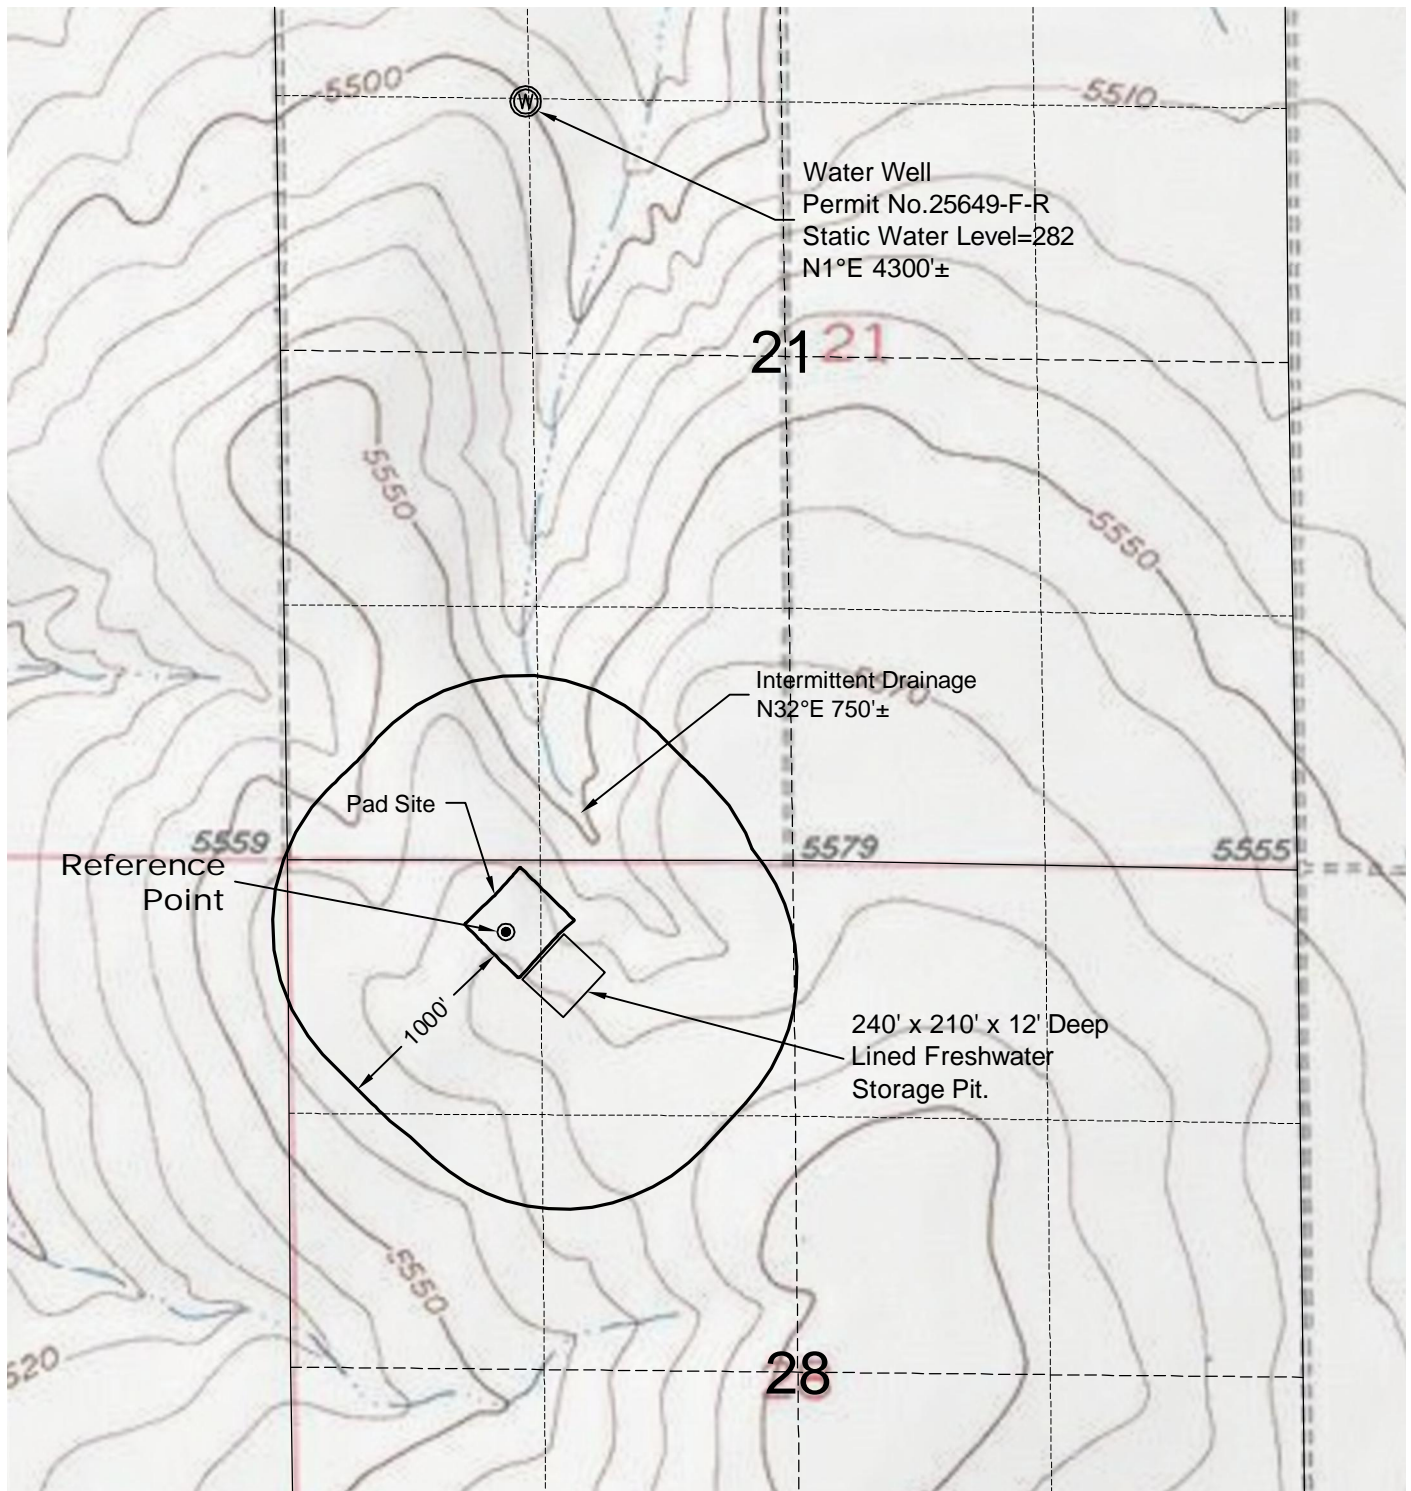 5500
5510
W
Water Well
Permit No.25649-F-R
Static Water Level=282
N1°E 4300'±
21
21
5550
5550
Intermittent Drainage
N32°E 750'±
Pad Site
5559
5579
5555
Reference
Point
1000'
240' x 210' x 12' Deep
Lined Freshwater
Storage Pit.
5550
5520
28